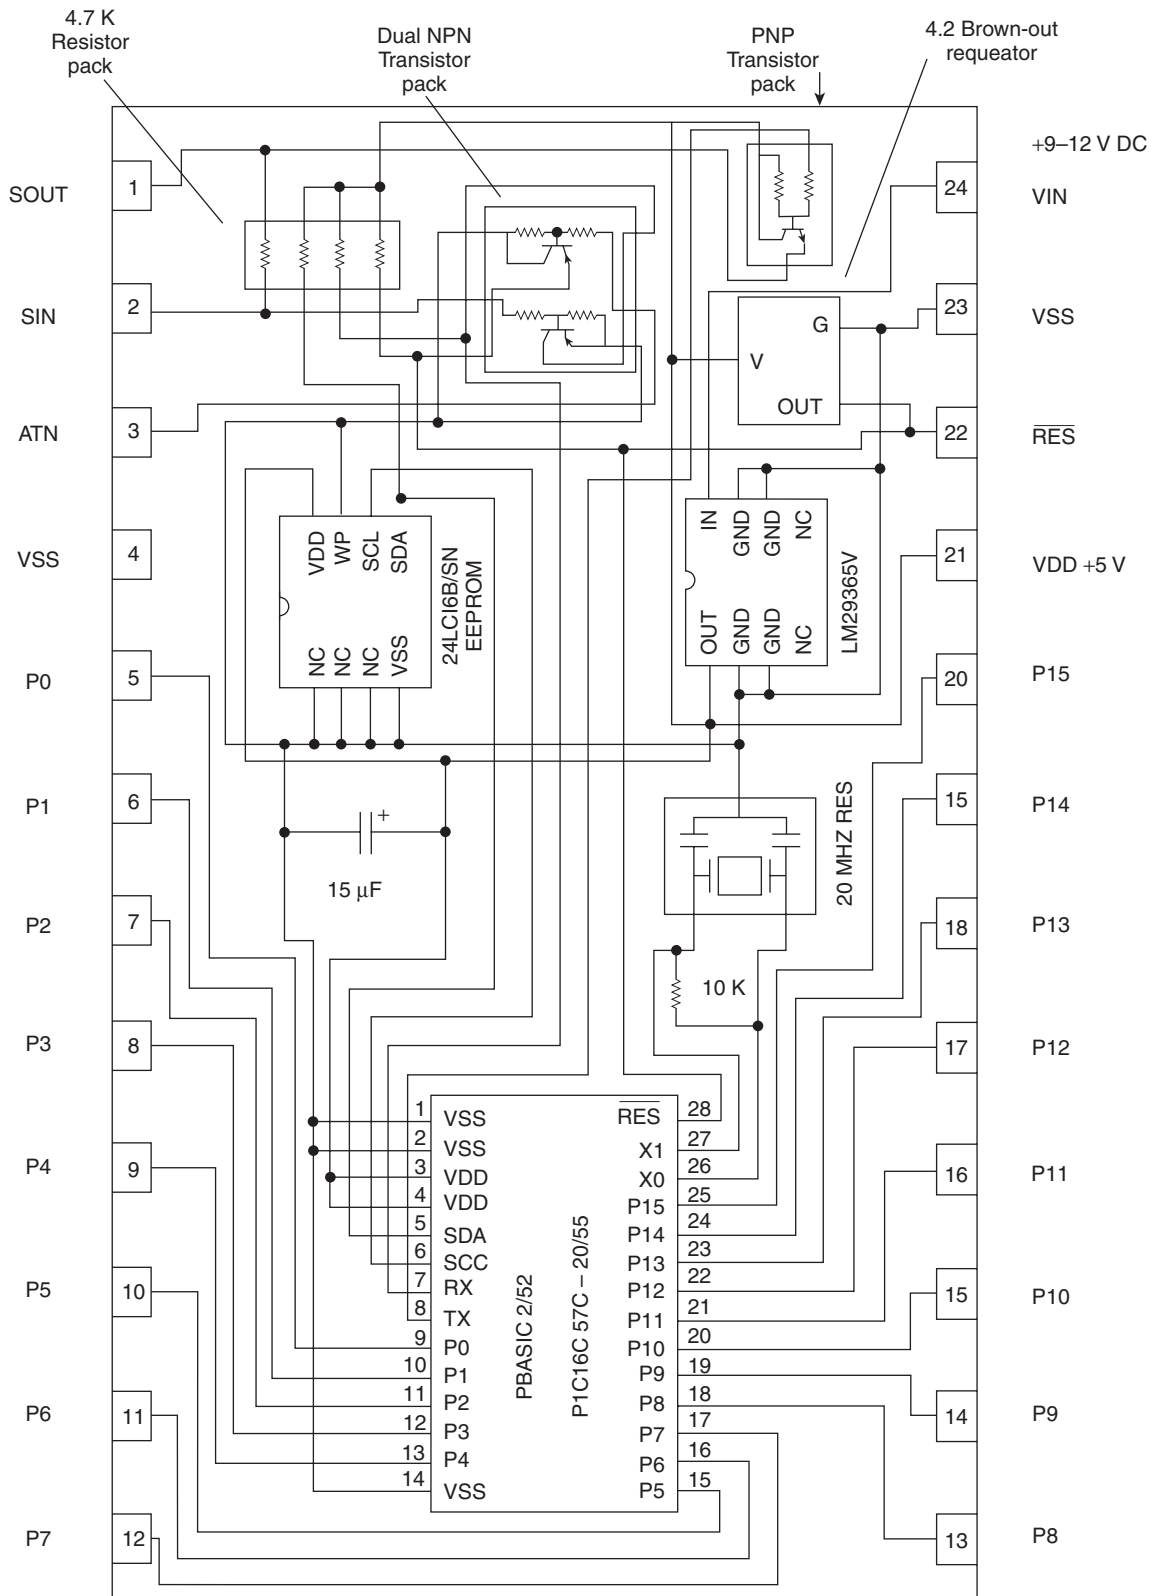 4.7 K
Resistor
pack
Dual NPN
Transistor
pack
PNP
Transistor
pack
4.2 Brown-out
requeator
+9–12 V DC
SOUT
1
24
VIN
SIN
2
23
VSS
G
V
OUT
ATN
3
22
RES
VSS
4
21
VDD +5 V
VDD
WP
SCL
SDA
NC
NC
NC
VSS
24LCI6B/SN
EEPROM
IN
GND
GND
NC
OUT
GND
GND
NC
LM29365V
P0
5
20
P15
P1
6
15
P14
+
15 μF
20 MHZ RES
P2
7
18
P13
10 K
P3
8
17
P12
P4
9
16
P11
P5
10
15
P10
P6
11
14
P9
P7
12
13
P8
1 VSS
2 VSS
3 VDD
4 VDD
5 SDA
6 SCC
7 RX
8 TX
9 P0
10 P1
11 P2
12 P3
13 P4
14 VSS
PBASIC 2/52
P1C16C 57C – 20/55
RES 28
X1 27
X0 26
P15 25
P14 24
P13 23
P12 22
P11 21
P10 20
P9 19
P8 18
P7 17
P6 16
P5 15